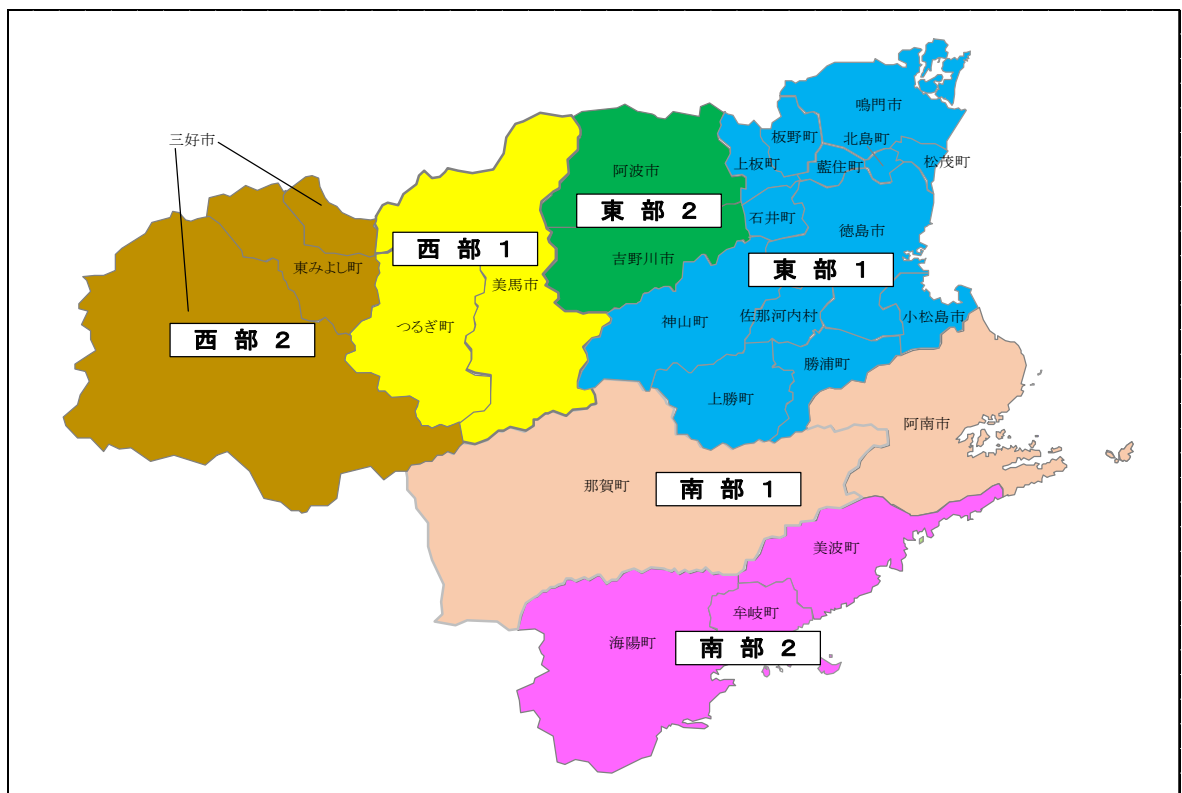 鳴門市
板野町
北島町
三好市
上板町
藍住町
松茂町
阿波市
東 部 ２
石井町
徳島市
西 部 １
吉野川市
東みよし町
東 部 １
美馬市
つるぎ町
神山町
佐那河内村
小松島市
西 部 ２
勝浦町
上勝町
阿南市
那賀町
南 部 １
美波町
牟岐町
海陽町
南 部 ２